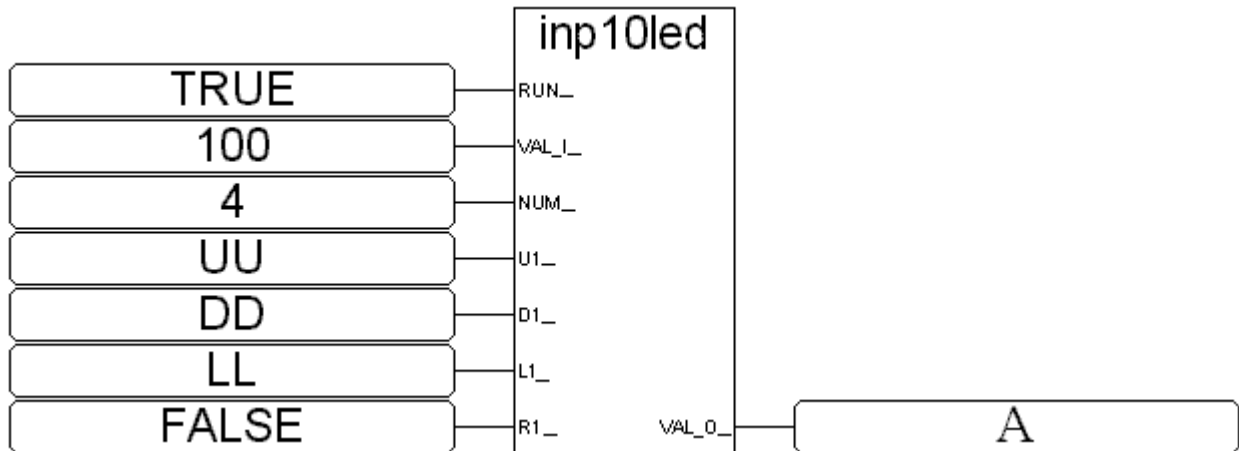 inp10led
TRUE RUN_
100 VAL_I_
4 NUM_
UU U1_
DD D1_
LL L1_
FALSE R1_ VAL_O_ A